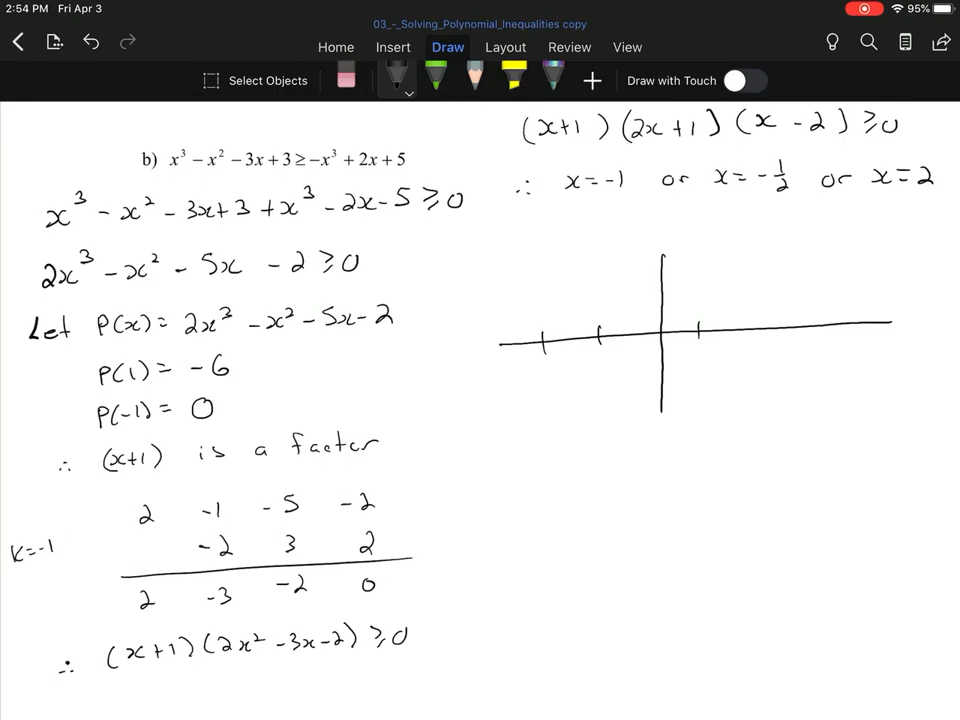 2:54 PM Fri Apr 3
95%
03_-_Solving_Polynomial_Inequalities copy
Home Insert Draw Layout Review View
Select Objects
Draw with Touch
b) x³ − x² − 3x + 3 ≥ −x³ + 2x + 5
x³ − x² − 3x + 3 + x³ − 2x − 5 ≥ 0
2x³ − x² − 5x − 2 ≥ 0
Let P(x) = 2x³ − x² − 5x − 2
P(1) = −6
P(−1) = 0
∴ (x+1) is a factor
2 −1 −5 −2
K=−1 −2 3 2
2 −3 −2 0
∴ (x+1)(2x² − 3x − 2) ≥ 0
(x+1)(2x+1)(x−2) ≥ 0
∴ x = −1 or x = −1/2 or x = 2